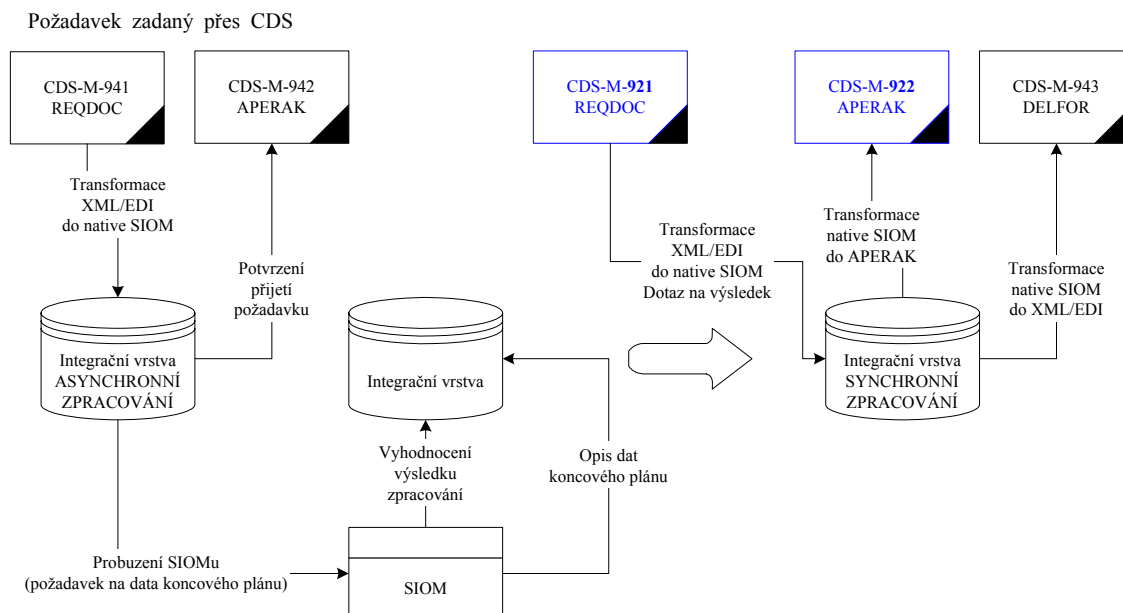 Požadavek zadaný přes CDS
CDS-M-941
REQDOC
CDS-M-942
APERAK
CDS-M-921
REQDOC
CDS-M-922
APERAK
CDS-M-943
DELFOR
Transformace
XML/EDI
do native SIOM
Potvrzení
přijetí
požadavku
Transformace
XML/EDI
do native SIOM
Dotaz na výsledek
Transformace
native SIOM
do APERAK
Transformace
native SIOM
do XML/EDI
Integrační vrstva
ASYNCHRONNÍ
ZPRACOVÁNÍ
Integrační vrstva
Integrační vrstva
SYNCHRONNÍ
ZPRACOVÁNÍ
Vyhodnocení
výsledku
zpracování
Opis dat
koncového plánu
Probuzení SIOMu
(požadavek na data koncového plánu)
SIOM